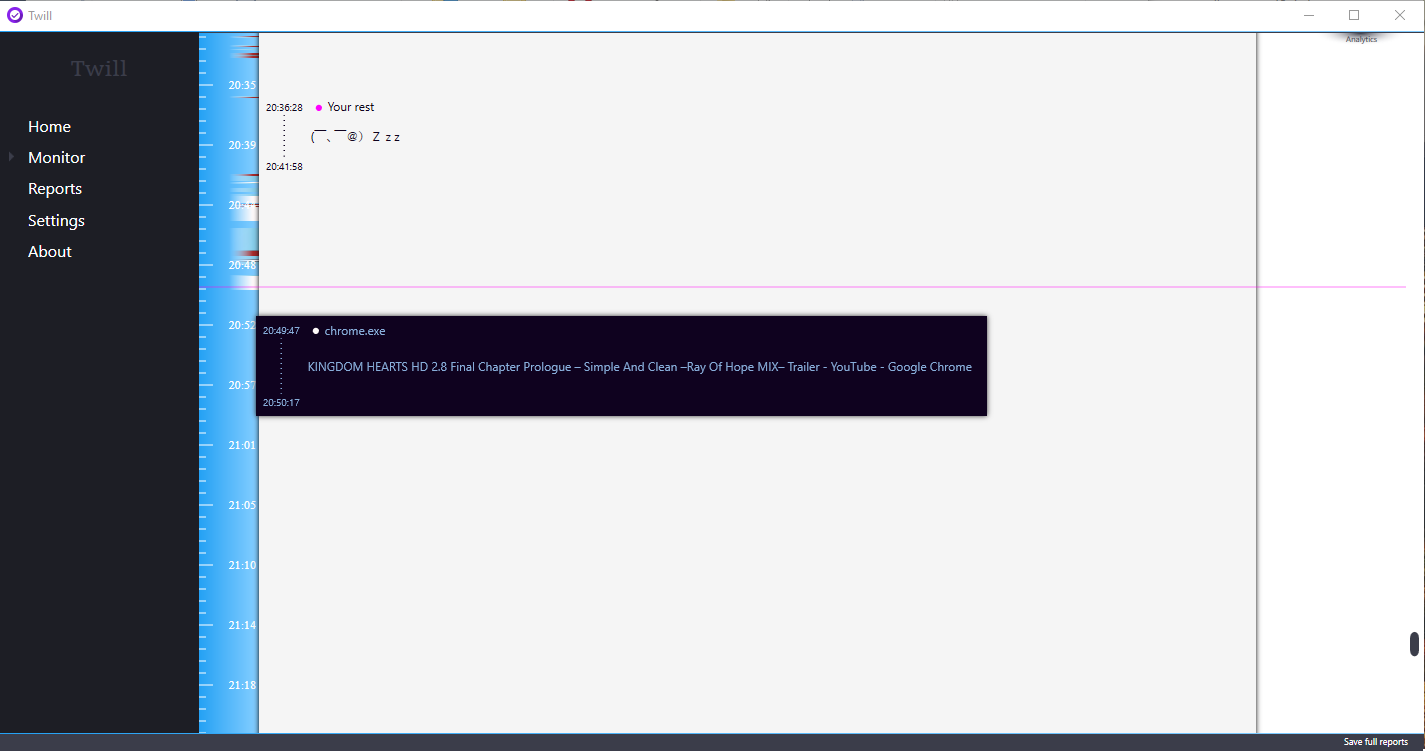 Twill
Twill
Home
Monitor
Reports
Settings
About
Analytics
20:35
20:36:28 Your rest
(￣､￣@) Z z z
20:39
20:41:58
20:44
20:48
20:52
20:49:47 chrome.exe
KINGDOM HEARTS HD 2.8 Final Chapter Prologue – Simple And Clean –Ray Of Hope MIX– Trailer - YouTube - Google Chrome
20:57
20:50:17
21:01
21:05
21:10
21:14
21:18
Save full reports